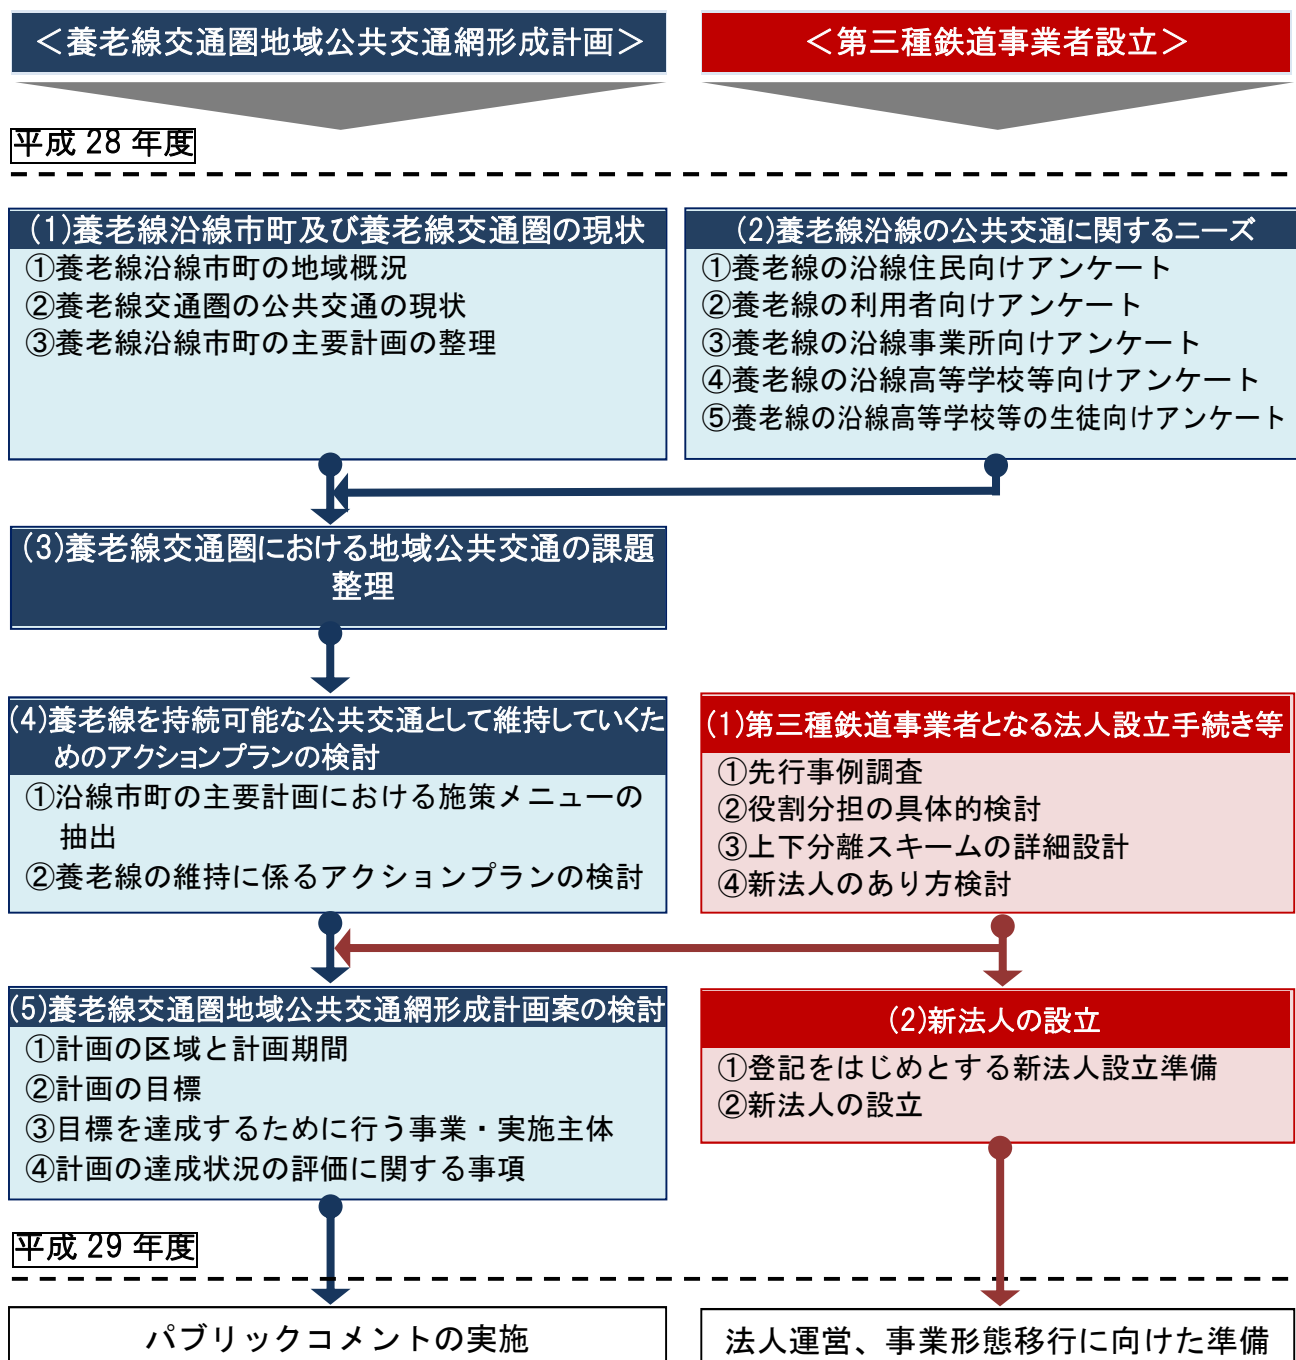 ＜養老線交通圏地域公共交通網形成計画＞
＜第三種鉄道事業者設立＞
平成 28 年度
(1)養老線沿線市町及び養老線交通圏の現状
①養老線沿線市町の地域概況
②養老線交通圏の公共交通の現状
③養老線沿線市町の主要計画の整理
(2)養老線沿線の公共交通に関するニーズ
①養老線の沿線住民向けアンケート
②養老線の利用者向けアンケート
③養老線の沿線事業所向けアンケート
④養老線の沿線高等学校等向けアンケート
⑤養老線の沿線高等学校等の生徒向けアンケート
(3)養老線交通圏における地域公共交通の課題
整理
(4)養老線を持続可能な公共交通として維持していくた
めのアクションプランの検討
①沿線市町の主要計画における施策メニューの
抽出
②養老線の維持に係るアクションプランの検討
(1)第三種鉄道事業者となる法人設立手続き等
①先行事例調査
②役割分担の具体的検討
③上下分離スキームの詳細設計
④新法人のあり方検討
(5)養老線交通圏地域公共交通網形成計画案の検討
①計画の区域と計画期間
②計画の目標
③目標を達成するために行う事業・実施主体
④計画の達成状況の評価に関する事項
(2)新法人の設立
①登記をはじめとする新法人設立準備
②新法人の設立
平成 29 年度
パブリックコメントの実施
法人運営、事業形態移行に向けた準備